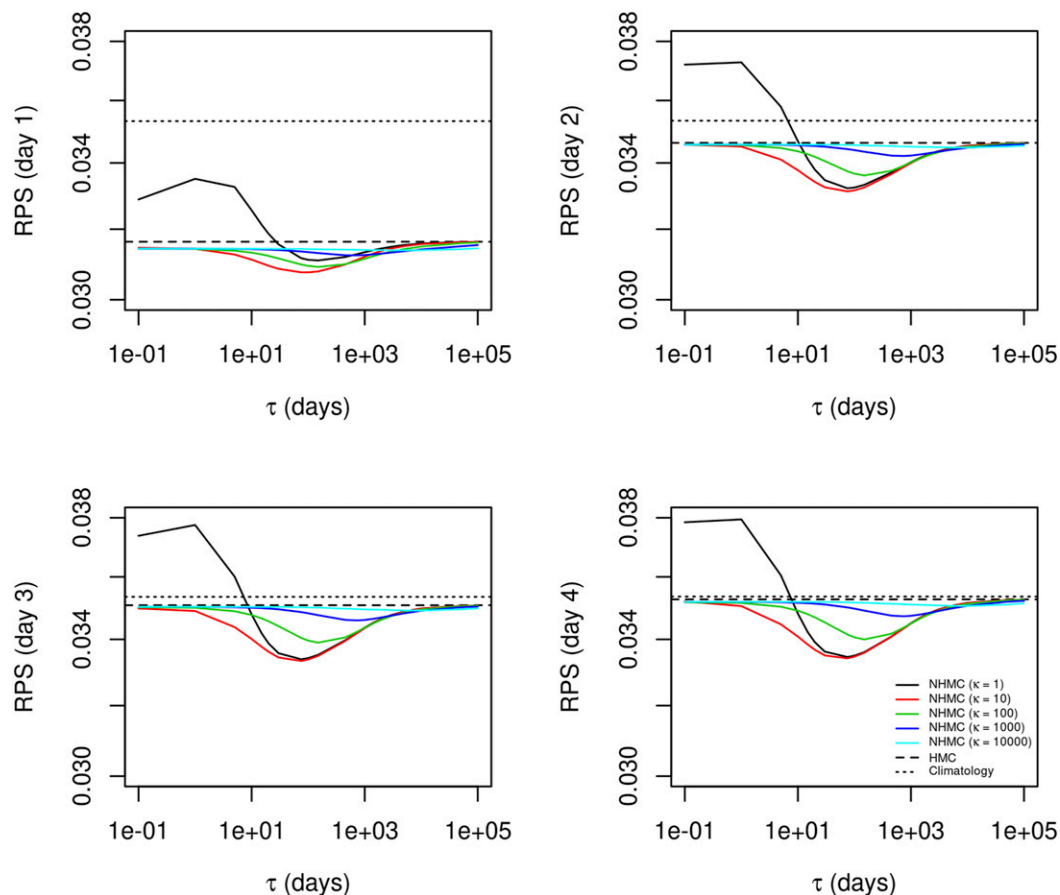 RPS (day 1)
0.038
0.034
0.030
1e-01 1e+01 1e+03 1e+05
τ (days)
RPS (day 2)
0.038
0.034
0.030
1e-01 1e+01 1e+03 1e+05
τ (days)
RPS (day 3)
0.038
0.034
0.030
1e-01 1e+01 1e+03 1e+05
τ (days)
RPS (day 4)
0.038
0.034
0.030
NHMC (κ = 1)
NHMC (κ = 10)
NHMC (κ = 100)
NHMC (κ = 1000)
NHMC (κ = 10000)
HMC
Climatology
1e-01 1e+01 1e+03 1e+05
τ (days)